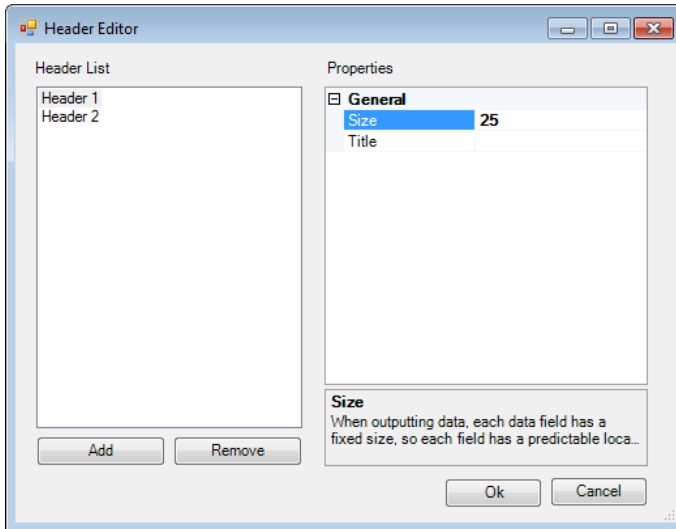 Header Editor
Header List
Properties
Header 1
Header 2
General
Size 25
Title
Size
When outputting data, each data field has a
fixed size, so each field has a predictable loca...
Add Remove
Ok Cancel